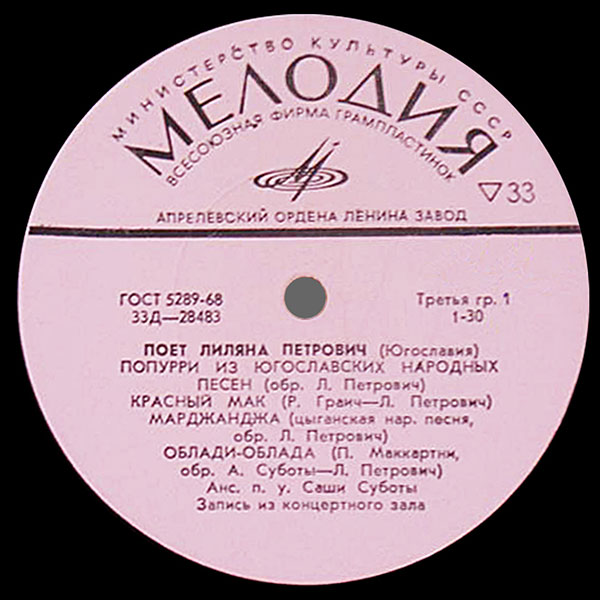 МИНИСТЕРСТВО КУЛЬТУРЫ СССР
МЕЛОДИЯ
ВСЕСОЮЗНАЯ ФИРМА ГРАМПЛАСТИНОК
▽33
АПРЕЛЕВСКИЙ ОРДЕНА ЛЕНИНА ЗАВОД
ГОСТ 5289-68
33Д—28483
Третья гр. 1
1-30
ПОЕТ ЛИЛЯНА ПЕТРОВИЧ (Югославия)
ПОПУРРИ ИЗ ЮГОСЛАВСКИХ НАРОДНЫХ
ПЕСЕН (обр. Л. Петрович)
КРАСНЫЙ МАК (Р. Граич—Л. Петрович)
МАРДЖАНДЖА (цыганская нар. песня,
обр. Л. Петрович)
ОБЛАДИ-ОБЛАДА (П. Маккартни,
обр. А. Суботы—Л. Петрович)
Анс. п. у. Саши Суботы
Запись из концертного зала